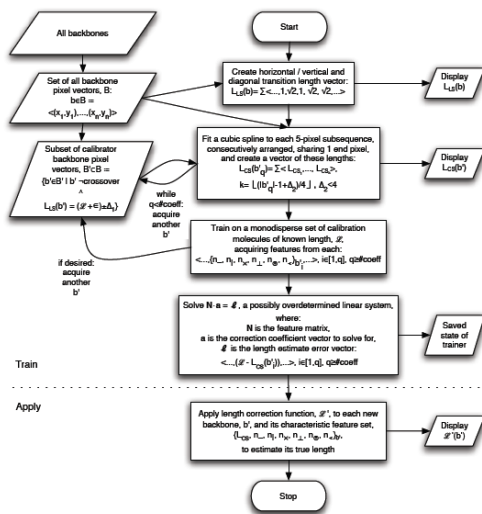 All backbones
Start
Set of all backbone
pixel vectors, B:
b∈B =
<(x₁,y₁),...,(xₙ,yₙ)>
Create horizontal / vertical and
diagonal transition length vector:
L_LS(b)= ∑<...,1,√2,1, √2, √2,...>
Display
L_LS(b)
Subset of calibrator
backbone pixel
vectors, B'⊂B =
{b'∈B' | b' ¬crossover
^
L_LS(b') = (ℒ+∈)±Δ₁}
Fit a cubic spline to each 5-pixel subsequence,
consecutively arranged, sharing 1 end pixel,
and create a vector of these lengths:
Display
L_CS(b')
while
q<#coeff:
acquire
another
b'
if desired:
acquire
another
b'
Train on a monodisperse set of calibration
molecules of known length, ℒ,
acquiring features from each:
Solve N·a = ℓ, a possibly overdetermined linear system,
where:
N is the feature matrix,
a is the correction coefficient vector to solve for,
ℓ is the length estimate error vector:
<...,(ℒ - L_CS(b'ᵢ)),...>, i∈[1,q], q≥#coeff
Saved
state of
trainer
Train
Apply
Apply length correction function, ℒ', to each new
backbone, b', and its characteristic feature set,
to estimate its true length
Display
ℒ'(b')
Stop